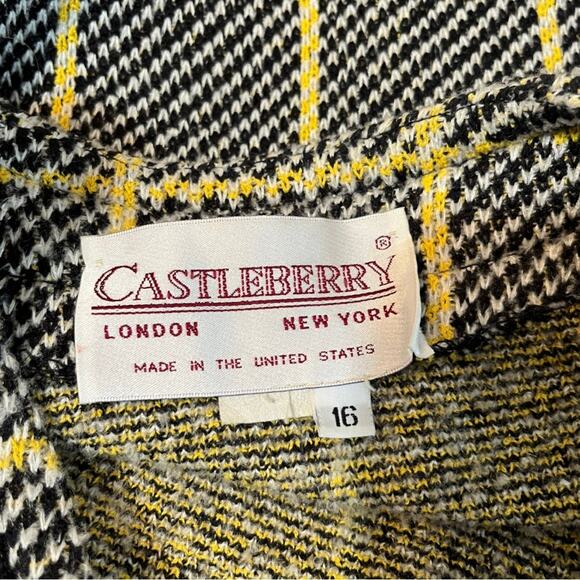 ®
CASTLEBERRY
LONDON NEW YORK
MADE IN THE UNITED STATES
16